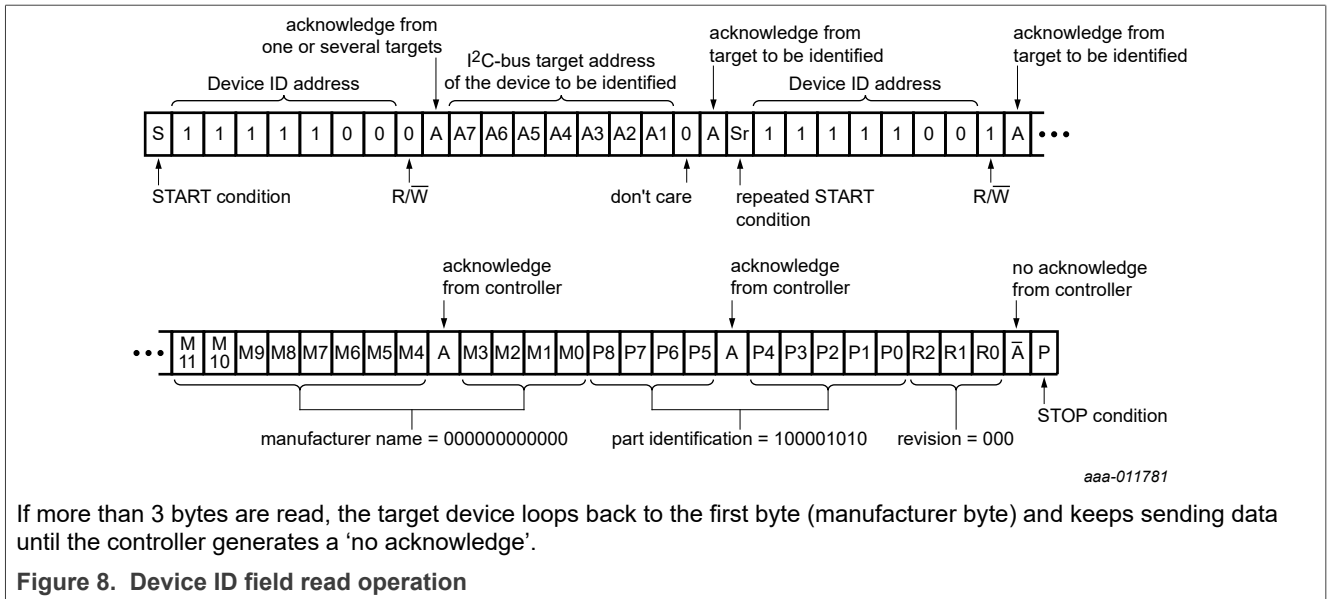 acknowledge from
one or several targets
I2C-bus target address
of the device to be identified
acknowledge from
target to be identified
acknowledge from
target to be identified
Device ID address
Device ID address
S 1 1 1 1 1 0 0 0 A A7 A6 A5 A4 A3 A2 A1 0 A Sr 1 1 1 1 1 0 0 1 A •••
START condition
R/W̅
don't care
repeated START
condition
R/W̅
acknowledge
from controller
acknowledge
from controller
no acknowledge
from controller
••• M11 M10 M9 M8 M7 M6 M5 M4 A M3 M2 M1 M0 P8 P7 P6 P5 A P4 P3 P2 P1 P0 R2 R1 R0 A̅ P
STOP condition
manufacturer name = 000000000000
part identification = 100001010
revision = 000
aaa-011781
If more than 3 bytes are read, the target device loops back to the first byte (manufacturer byte) and keeps sending data
until the controller generates a ‘no acknowledge’.
Figure 8. Device ID field read operation